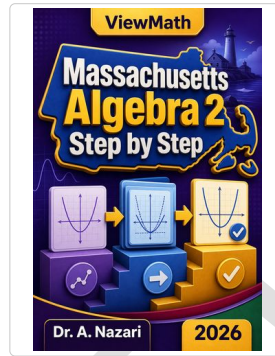 ViewMath
Massachusetts
Algebra 2
Step by Step
Dr. A. Nazari
2026